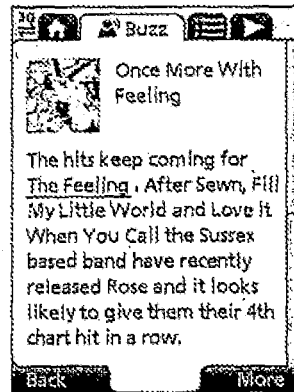 3G
Buzz
Once More With
Feeling
The hits keep coming for
The Feeling . After Sewn, Fill
My Little World and Love It
When You Call the Sussex
based band have recently
released Rose and it looks
likely to give them their 4th
chart hit in a row.
Back More